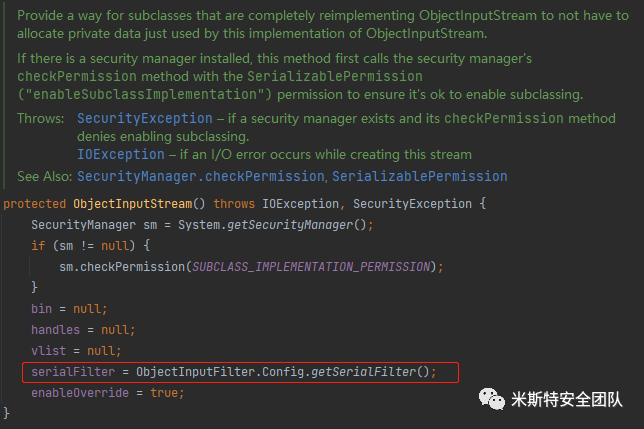 Provide a way for subclasses that are completely reimplementing ObjectInputStream to not have to
allocate private data just used by this implementation of ObjectInputStream.
If there is a security manager installed, this method first calls the security manager's
checkPermission method with the SerializablePermission
("enableSubclassImplementation") permission to ensure it's ok to enable subclassing.
Throws: SecurityException – if a security manager exists and its checkPermission method
denies enabling subclassing.
IOException – if an I/O error occurs while creating this stream
See Also: SecurityManager.checkPermission, SerializablePermission
protected ObjectInputStream() throws IOException, SecurityException {
SecurityManager sm = System.getSecurityManager();
if (sm != null) {
sm.checkPermission(SUBCLASS_IMPLEMENTATION_PERMISSION);
}
bin = null;
handles = null;
vlist = null;
serialFilter = ObjectInputFilter.Config.getSerialFilter();
enableOverride = true;
}
米斯特安全团队